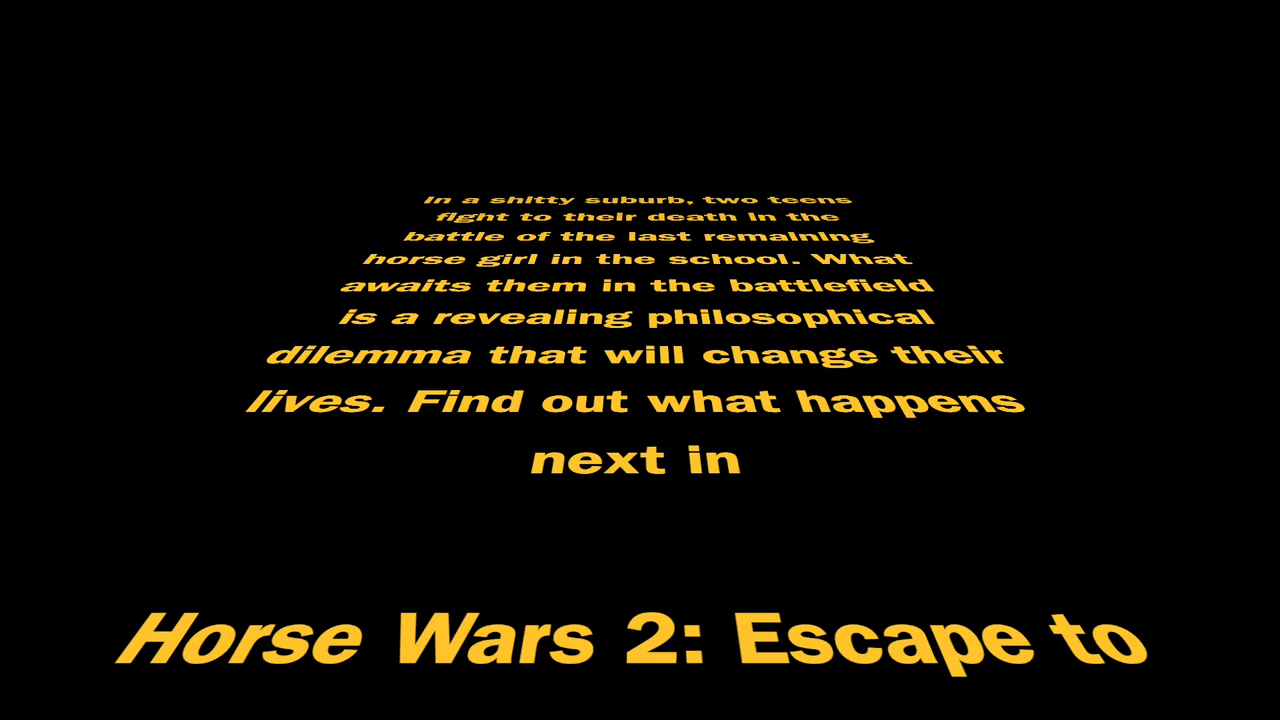 In a shitty suburb, two teens
fight to their death in the
battle of the last remaining
horse girl in the school. What
awaits them in the battlefield
is a revealing philosophical
dilemma that will change their
lives. Find out what happens
next in
Horse Wars 2: Escape to